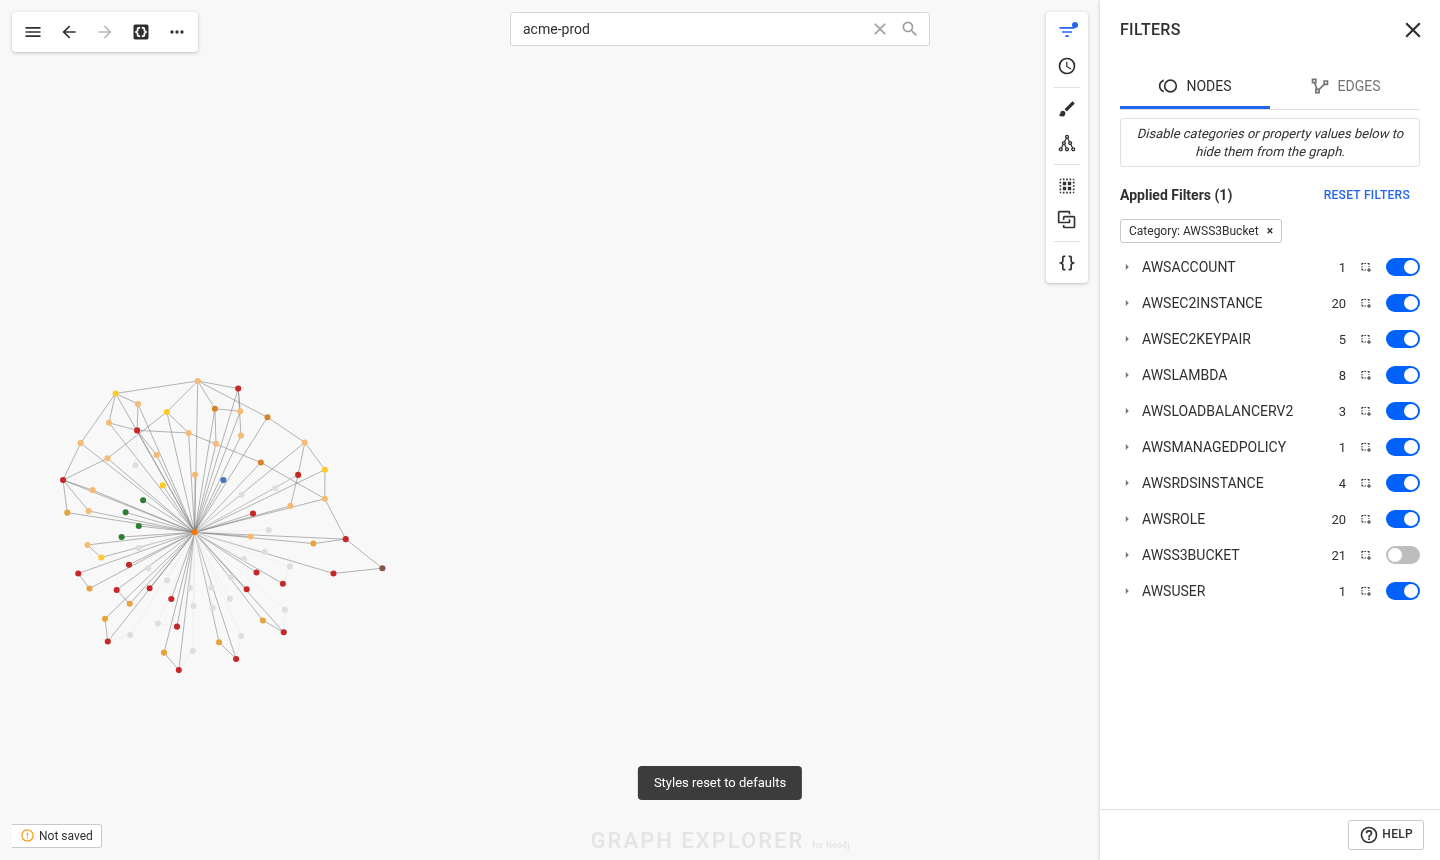 acme-prod
FILTERS
NODES
EDGES
Disable categories or property values below to
hide them from the graph.
Applied Filters (1)
RESET FILTERS
Category: AWSS3Bucket ×
AWSACCOUNT 1
AWSEC2INSTANCE 20
AWSEC2KEYPAIR 5
AWSLAMBDA 8
AWSLOADBALANCERV2 3
AWSMANAGEDPOLICY 1
AWSRDSINSTANCE 4
AWSROLE 20
AWSS3BUCKET 21
AWSUSER 1
Styles reset to defaults
Not saved
GRAPH EXPLORER for Neo4j
HELP